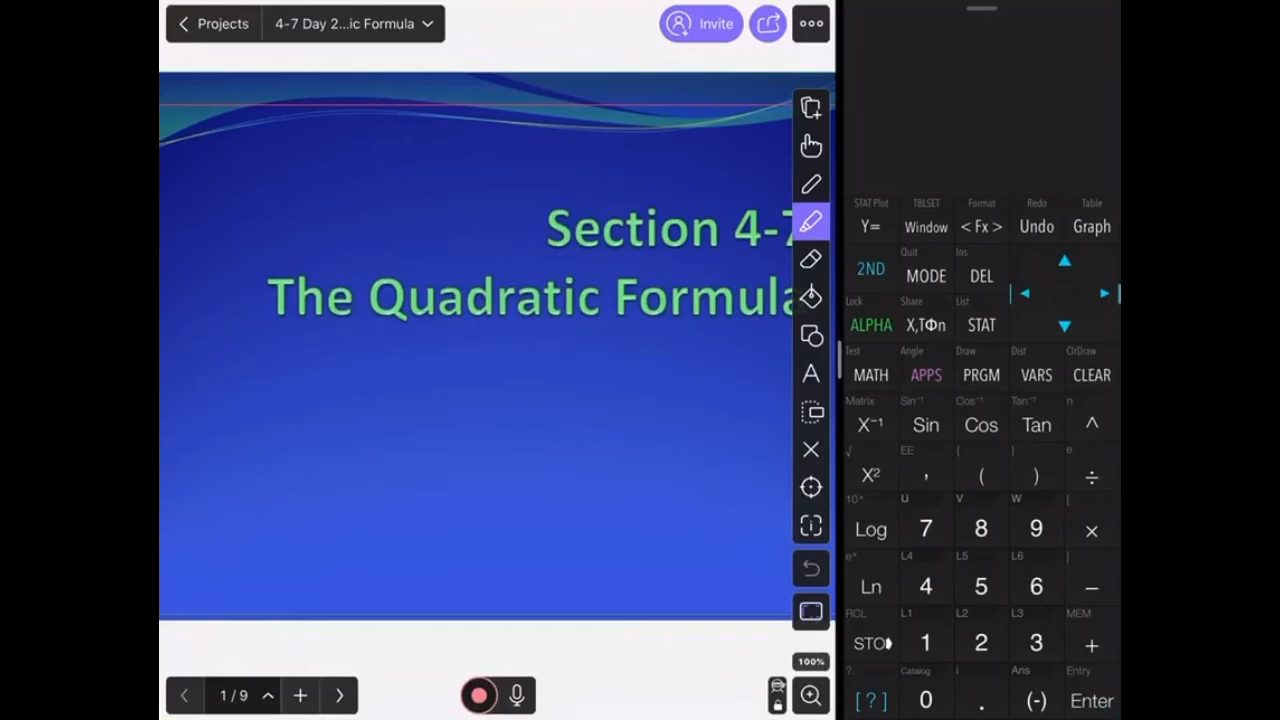 Projects
4-7 Day 2...ic Formula
Invite
Section 4-7
The Quadratic Formula
100%
1 / 9
STAT Plot TBLSET Format Redo Table
Y= Window < Fx > Undo Graph
Quit Ins
2ND MODE DEL
Lock Share List
ALPHA X,TΦn STAT
Test Angle Draw Dist ClrDraw
MATH APPS PRGM VARS CLEAR
Matrix Sin⁻¹ Cos⁻¹ Tan⁻¹ π
X⁻¹ Sin Cos Tan ^
√ EE { } e
X² , ( ) ÷
10ˣ u v w [
Log 7 8 9 ×
eˣ L4 L5 L6 ]
Ln 4 5 6 −
RCL L1 L2 L3 MEM
STO 1 2 3 +
?. Catalog i Ans Entry
[ ? ] 0 . (-) Enter